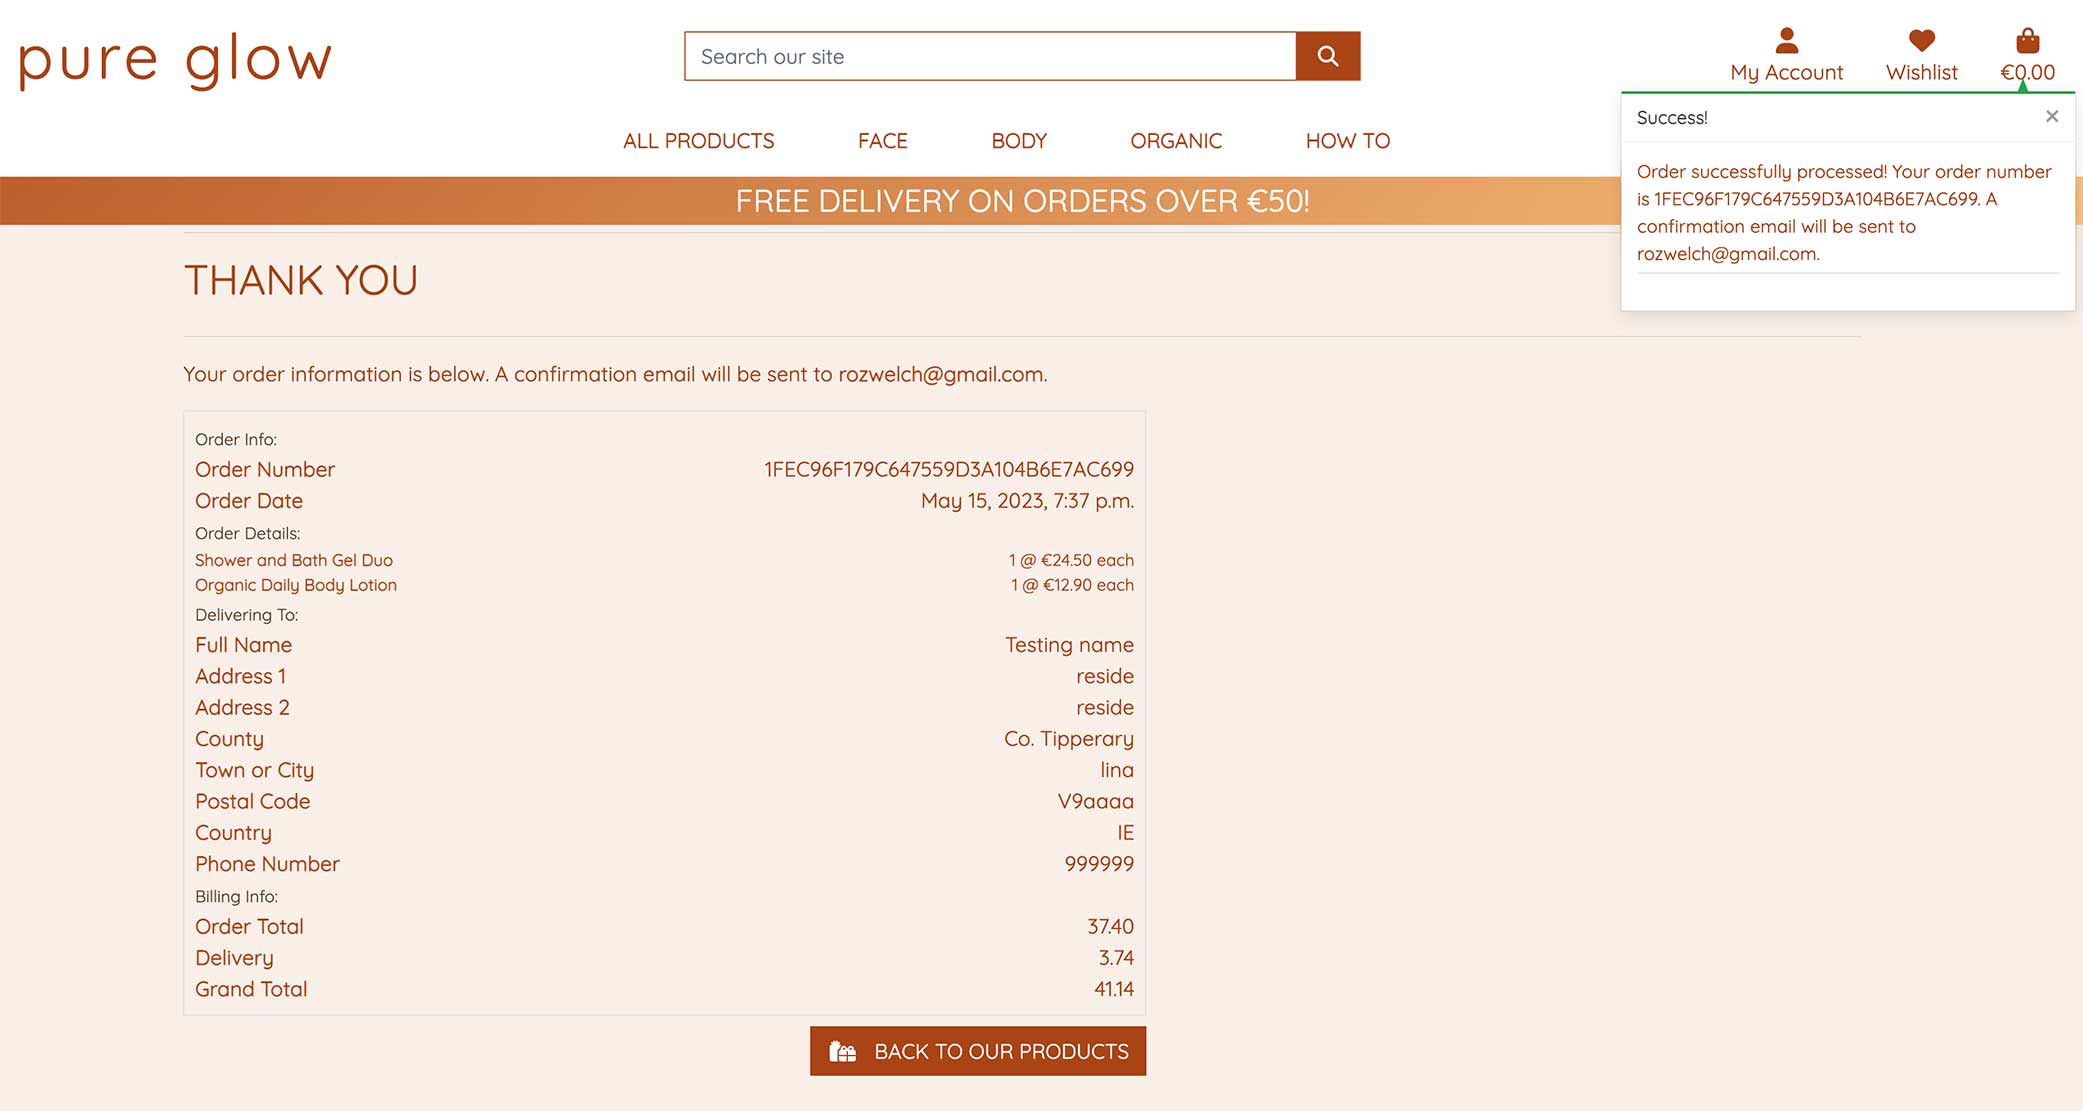 pure glow
Search our site
My Account
Wishlist
€0.00
ALL PRODUCTS
FACE
BODY
ORGANIC
HOW TO
Success!
×
Order successfully processed! Your order number
is 1FEC96F179C647559D3A104B6E7AC699. A
confirmation email will be sent to
rozwelch@gmail.com.
FREE DELIVERY ON ORDERS OVER €50!
THANK YOU
Your order information is below. A confirmation email will be sent to rozwelch@gmail.com.
Order Info:
Order Number 1FEC96F179C647559D3A104B6E7AC699
Order Date May 15, 2023, 7:37 p.m.
Order Details:
Shower and Bath Gel Duo 1 @ €24.50 each
Organic Daily Body Lotion 1 @ €12.90 each
Delivering To:
Full Name Testing name
Address 1 reside
Address 2 reside
County Co. Tipperary
Town or City lina
Postal Code V9aaaa
Country IE
Phone Number 999999
Billing Info:
Order Total 37.40
Delivery 3.74
Grand Total 41.14
BACK TO OUR PRODUCTS